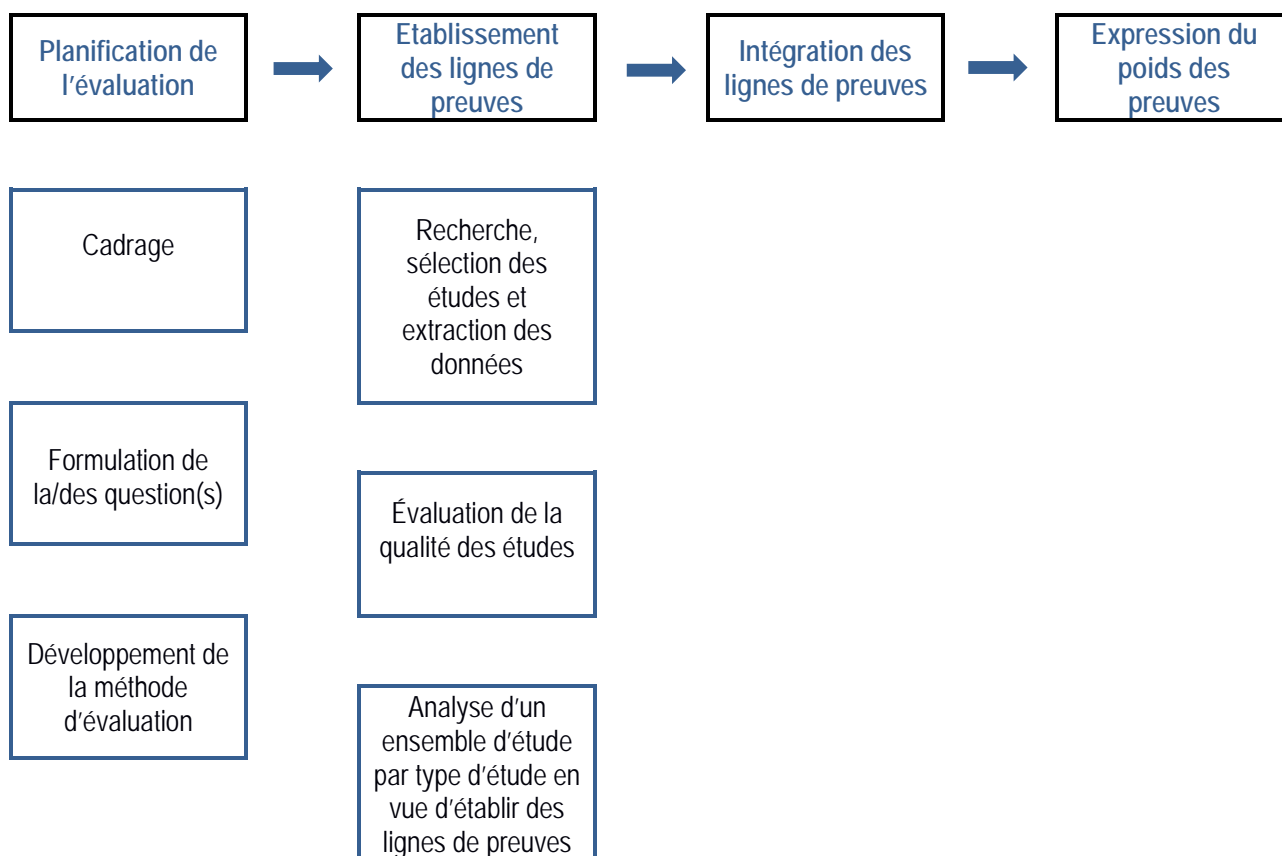 Planification de
l'évaluation
Etablissement
des lignes de
preuves
Intégration des
lignes de preuves
Expression du
poids des
preuves
Cadrage
Formulation de
la/des question(s)
Développement de
la méthode
d'évaluation
Recherche,
sélection des
études et
extraction des
données
Évaluation de la
qualité des études
Analyse d'un
ensemble d'étude
par type d'étude en
vue d'établir des
lignes de preuves